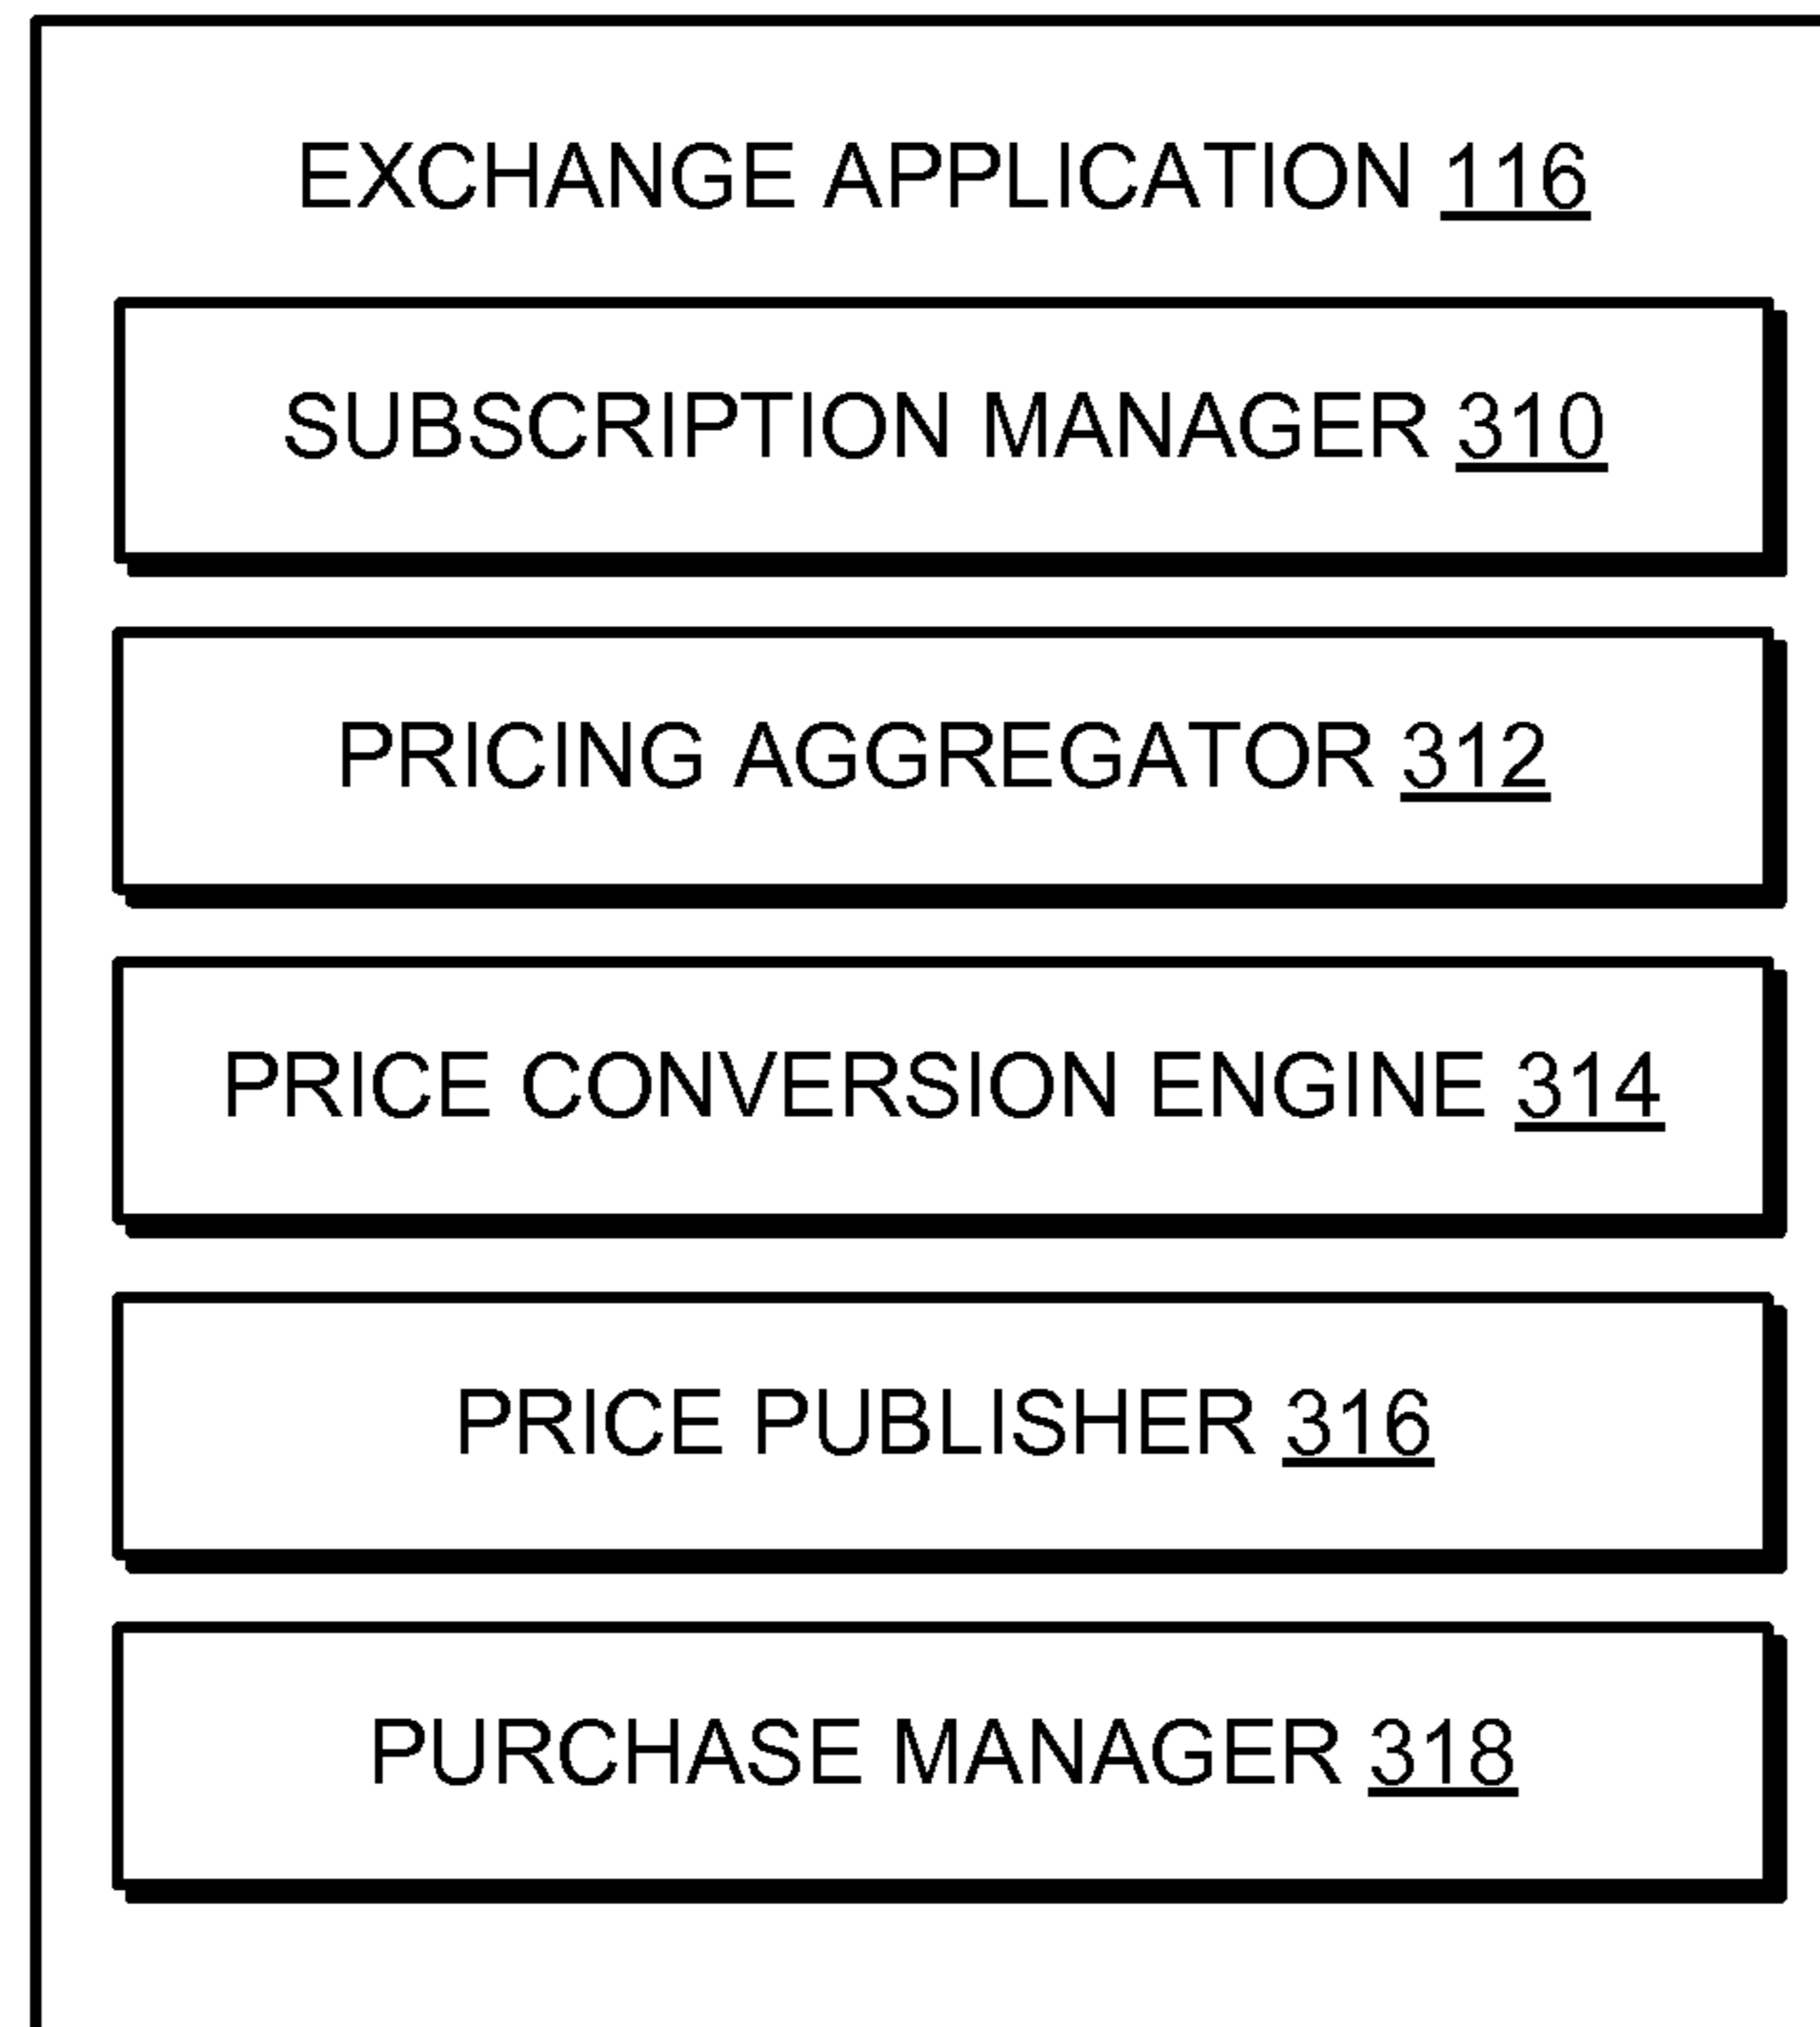 EXCHANGE APPLICATION 116
SUBSCRIPTION MANAGER 310
PRICING AGGREGATOR 312
PRICE CONVERSION ENGINE 314
PRICE PUBLISHER 316
PURCHASE MANAGER 318